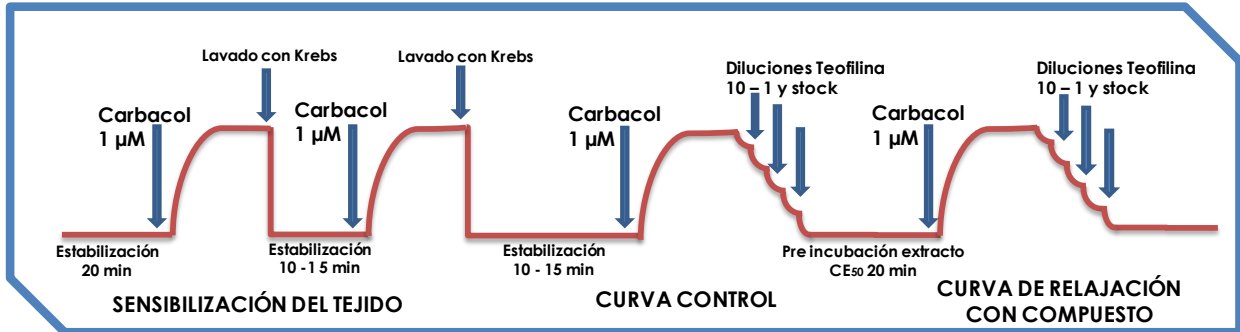 Lavado con Krebs
Lavado con Krebs
Diluciones Teofilina
10 – 1 y stock
Diluciones Teofilina
10 – 1 y stock
Carbacol
1 µM
Carbacol
1 µM
Carbacol
1 µM
Carbacol
1 µM
Estabilización
20 min
Estabilización
10 -1 5 min
Estabilización
10 - 15 min
Pre incubación extracto
CE50 20 min
SENSIBILIZACIÓN DEL TEJIDO
CURVA CONTROL
CURVA DE RELAJACIÓN
CON COMPUESTO